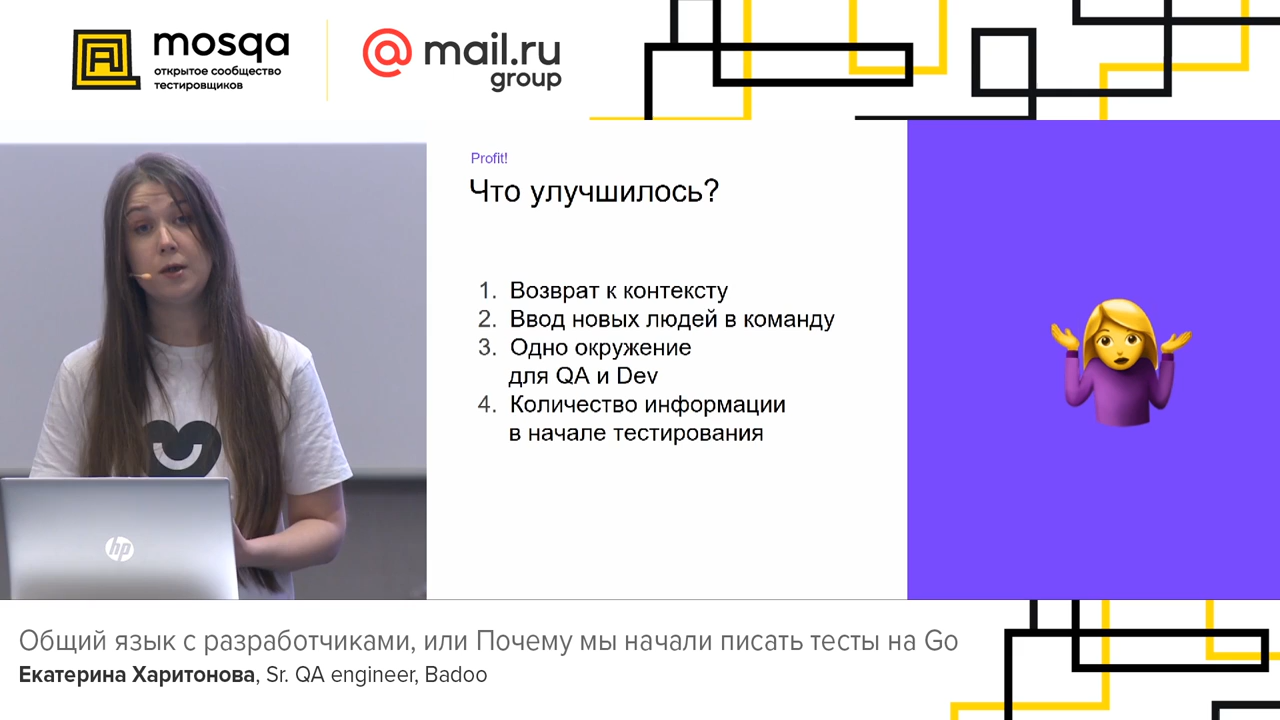 mosqa
открытое сообщество
тестировщиков
@mail.ru
group
Profit!
Что улучшилось?
1. Возврат к контексту
2. Ввод новых людей в команду
3. Одно окружение
для QA и Dev
4. Количество информации
в начале тестирования
hp
Общий язык с разработчиками, или Почему мы начали писать тесты на Go
Екатерина Харитонова, Sr. QA engineer, Badoo